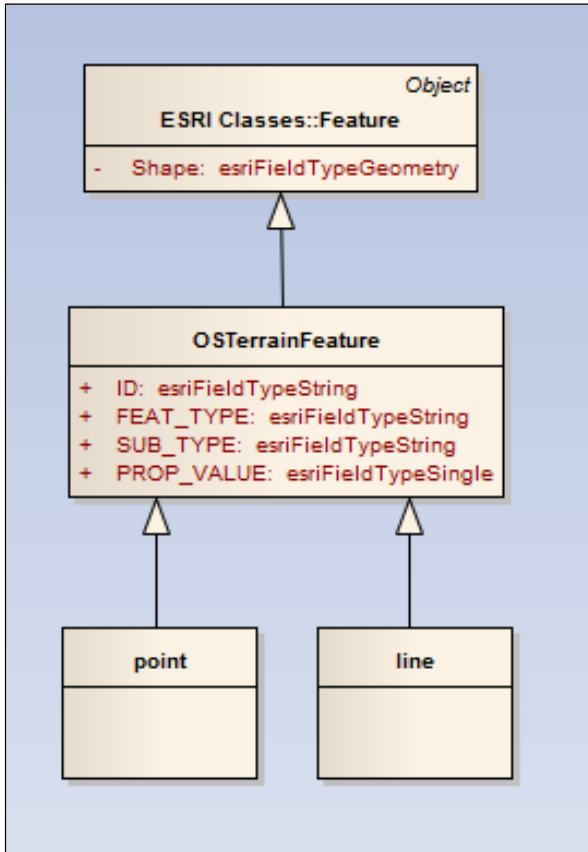 Object
ESRI Classes::Feature
- Shape: esriFieldTypeGeometry
OSTerrainFeature
+ ID: esriFieldTypeString
+ FEAT_TYPE: esriFieldTypeString
+ SUB_TYPE: esriFieldTypeString
+ PROP_VALUE: esriFieldTypeSingle
point
line